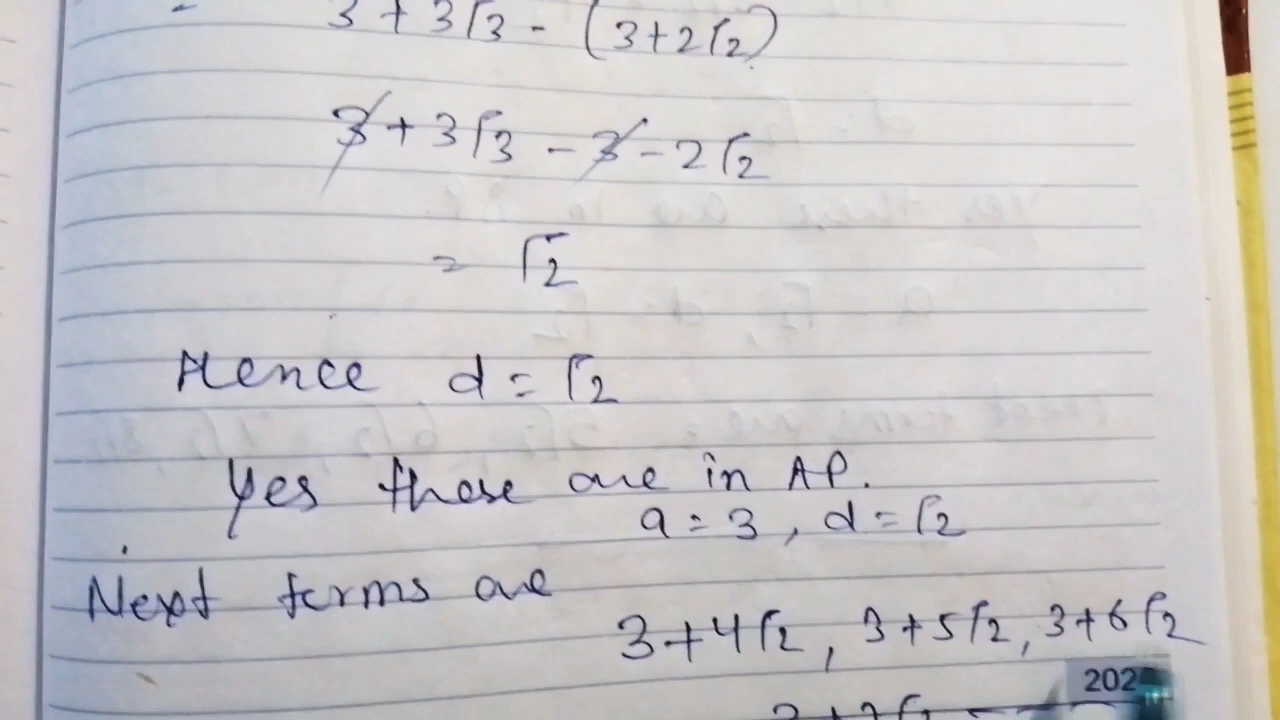 = 3 + 3√3 - (3+2√2)
3 + 3√3 - 3 - 2√2
= √2
Hence d = √2
Yes these are in AP.
a = 3, d = √2
Next terms are
3+4√2, 3+5√2, 3+6√2
202